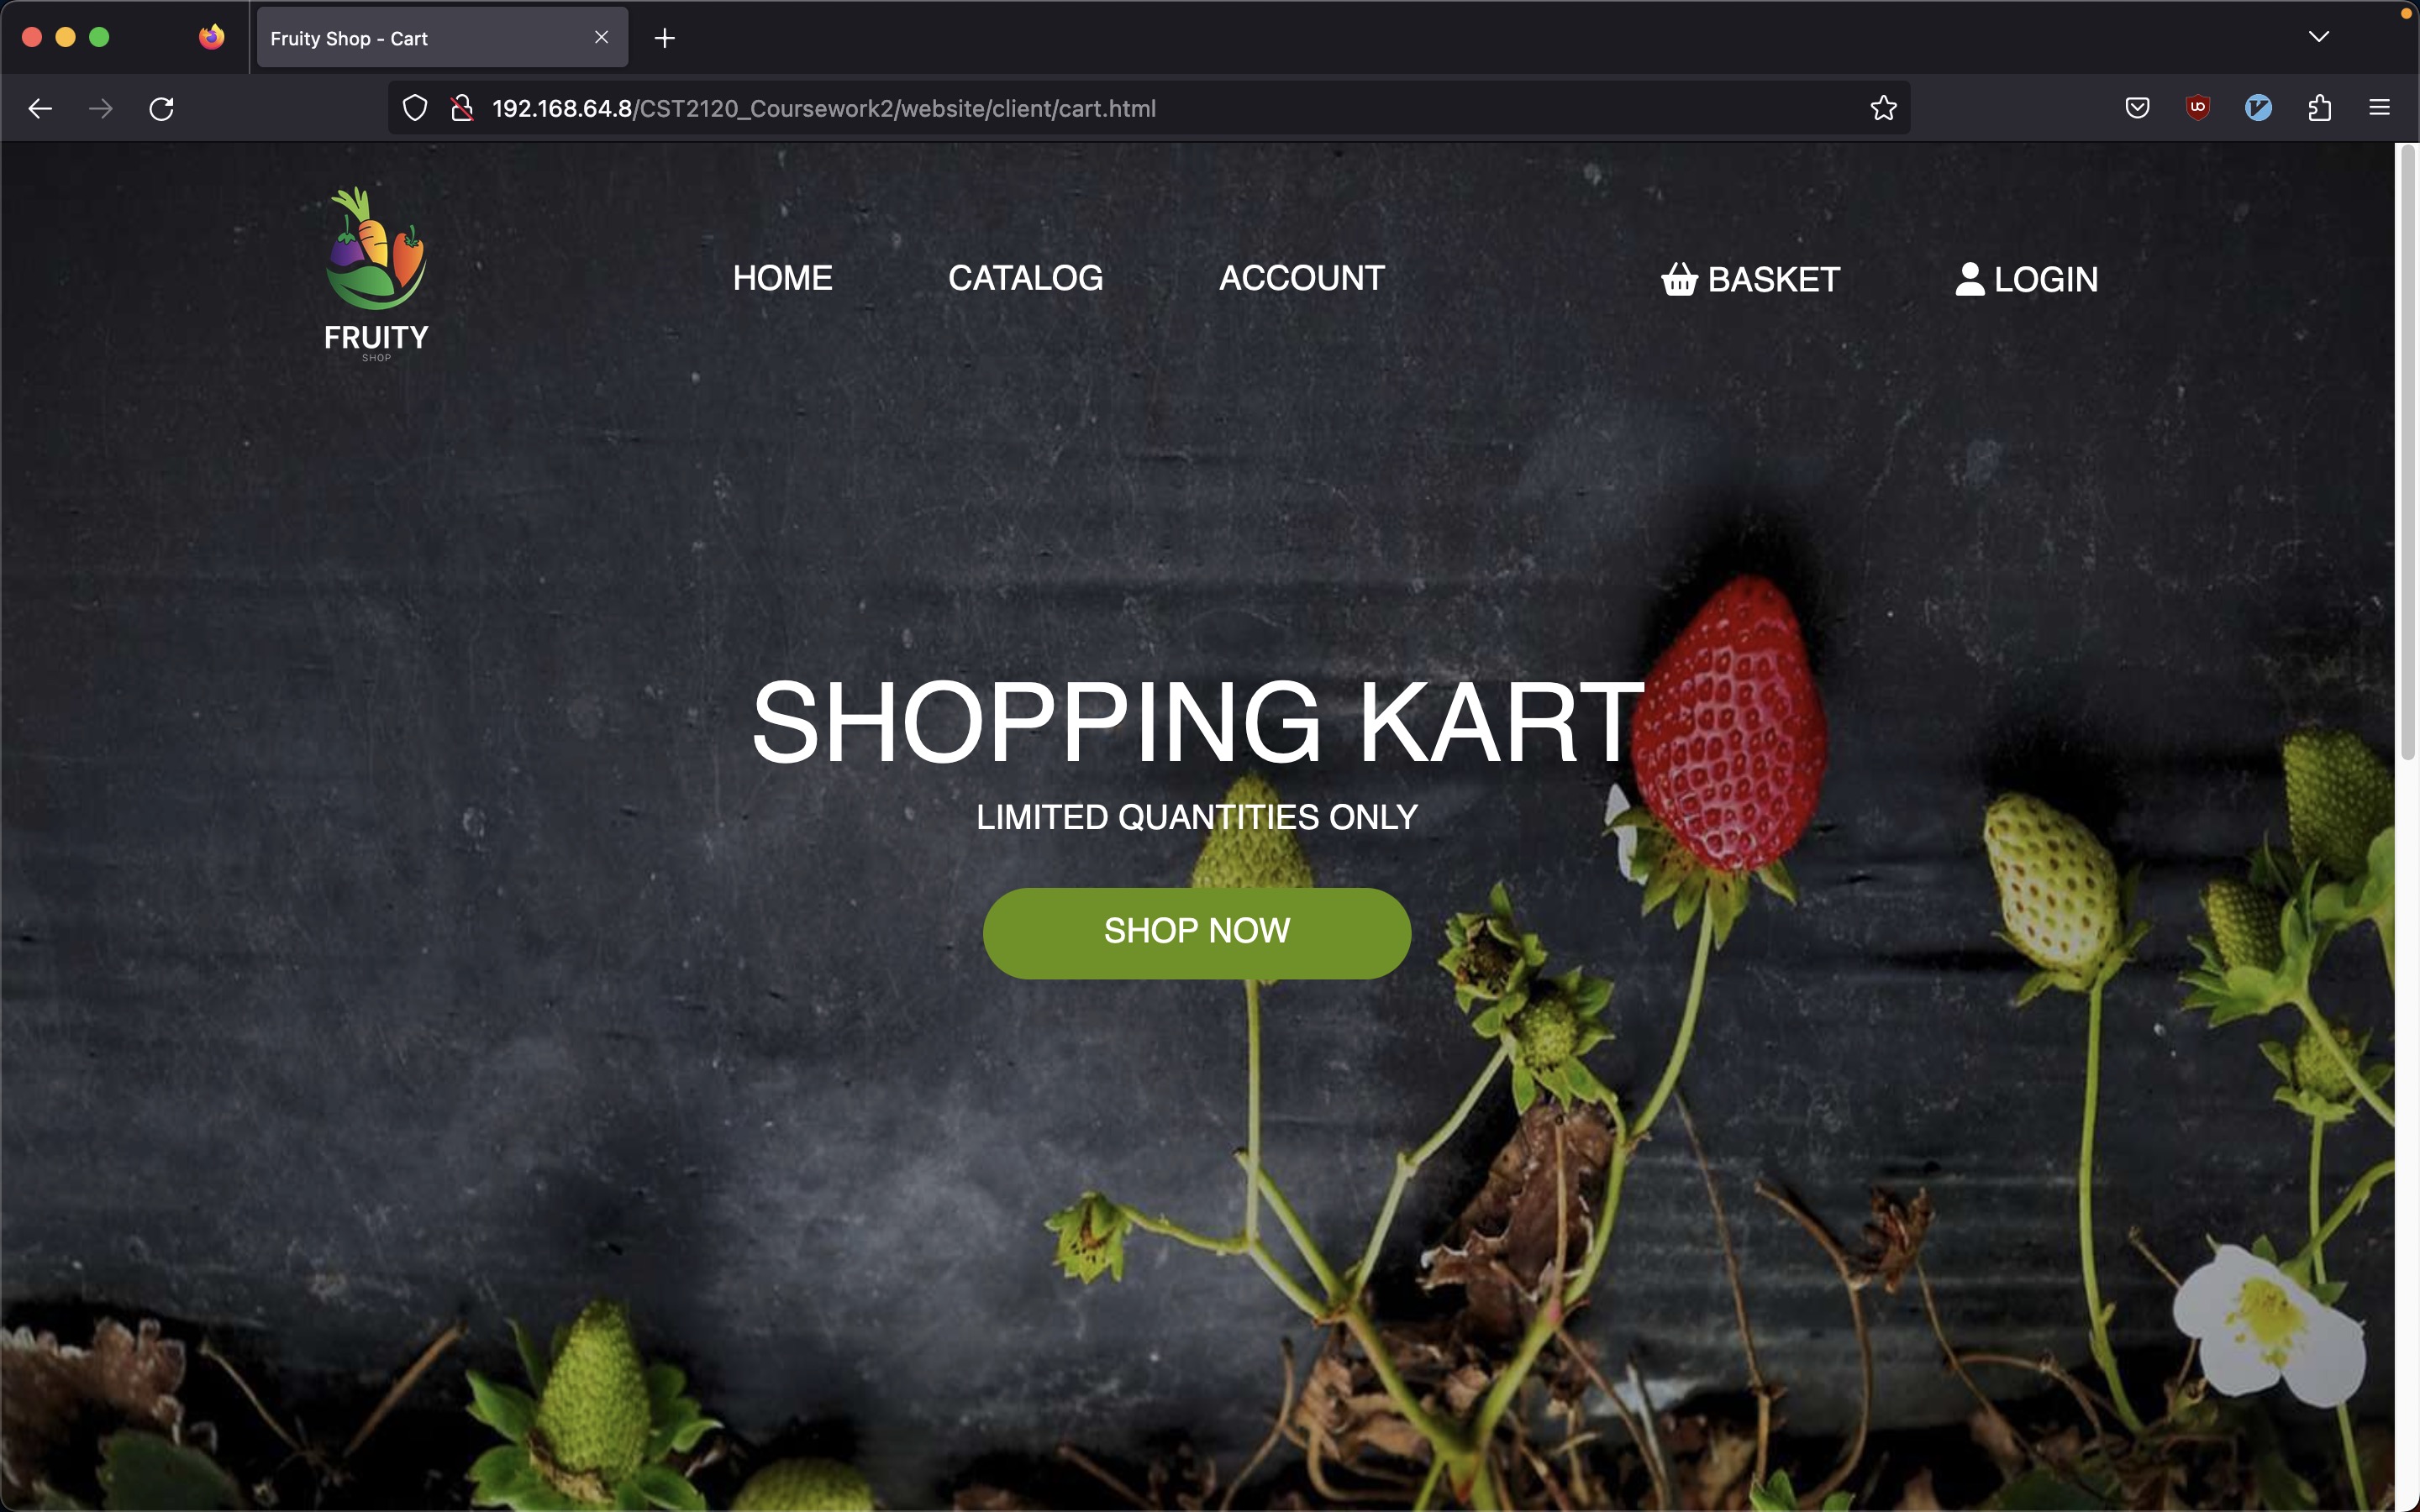 Fruity Shop - Cart
192.168.64.8/CST2120_Coursework2/website/client/cart.html
FRUITY
SHOP
HOME
CATALOG
ACCOUNT
BASKET
LOGIN
SHOPPING KART
LIMITED QUANTITIES ONLY
SHOP NOW